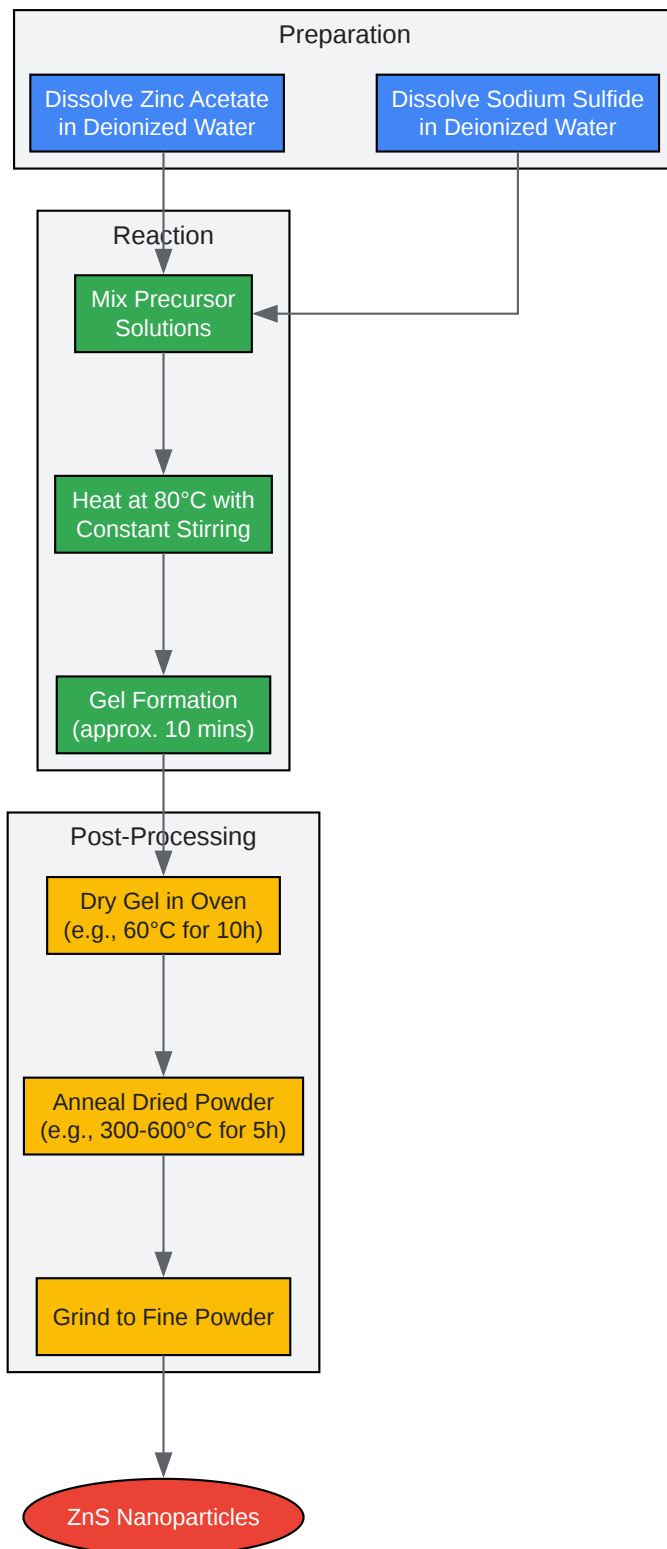 Preparation
Dissolve Zinc Acetate
in Deionized Water
Dissolve Sodium Sulfide
in Deionized Water
Reaction
Mix Precursor
Solutions
Heat at 80°C with
Constant Stirring
Gel Formation
(approx. 10 mins)
Post-Processing
Dry Gel in Oven
(e.g., 60°C for 10h)
Anneal Dried Powder
(e.g., 300-600°C for 5h)
Grind to Fine Powder
ZnS Nanoparticles